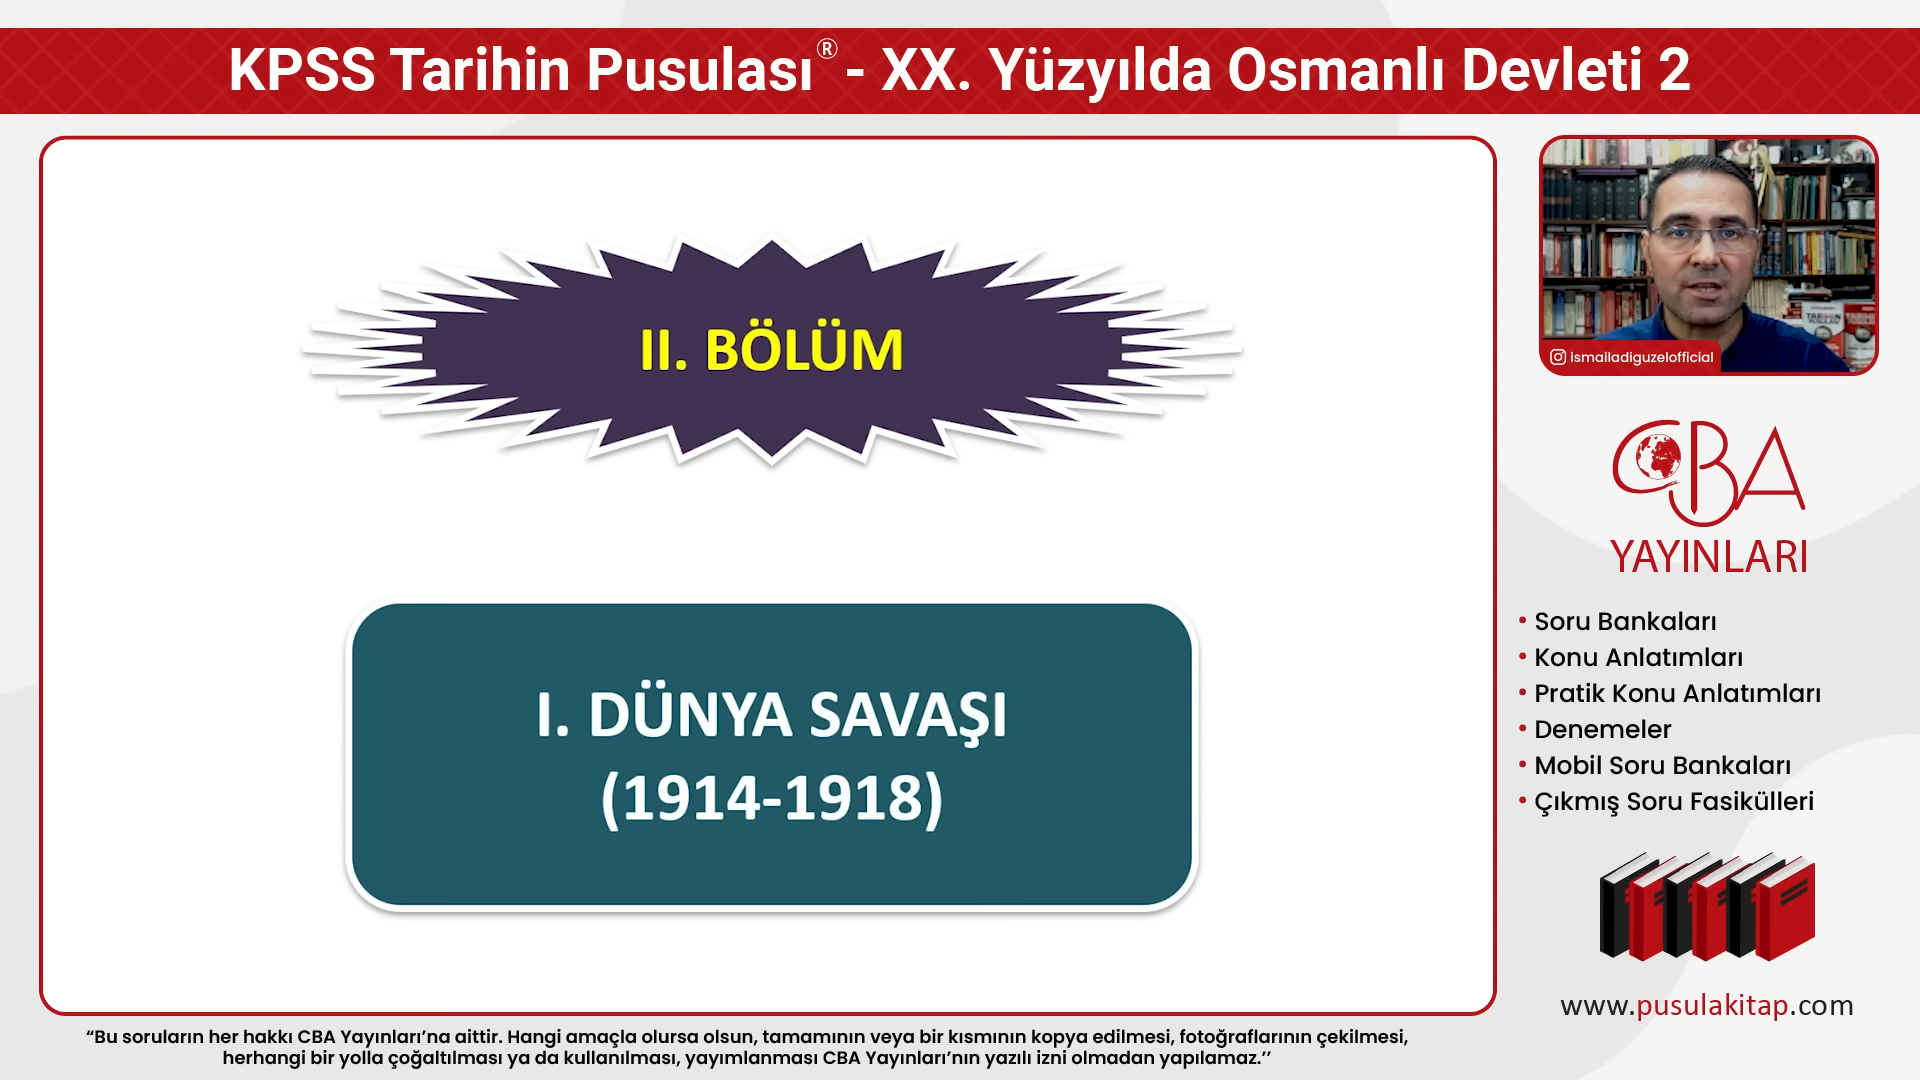 KPSS Tarihin Pusulası® - XX. Yüzyılda Osmanlı Devleti 2
II. BÖLÜM
I. DÜNYA SAVAŞI
(1914-1918)
TARİHİN
PUSULASI
ismailadiguzelofficial
CBA
YAYINLARI
• Soru Bankaları
• Konu Anlatımları
• Pratik Konu Anlatımları
• Denemeler
• Mobil Soru Bankaları
• Çıkmış Soru Fasikülleri
www.pusulakitap.com
“Bu soruların her hakkı CBA Yayınları’na aittir. Hangi amaçla olursa olsun, tamamının veya bir kısmının kopya edilmesi, fotoğraflarının çekilmesi,
herhangi bir yolla çoğaltılması ya da kullanılması, yayımlanması CBA Yayınları’nın yazılı izni olmadan yapılamaz.’’